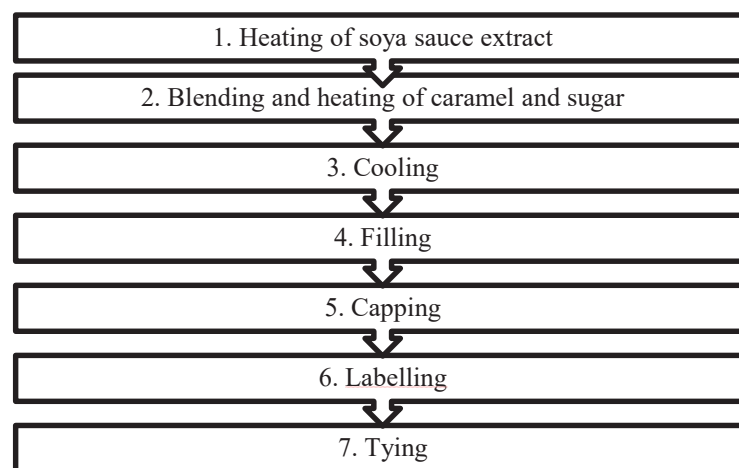 1. Heating of soya sauce extract
2. Blending and heating of caramel and sugar
3. Cooling
4. Filling
5. Capping
6. Labelling
7. Tying